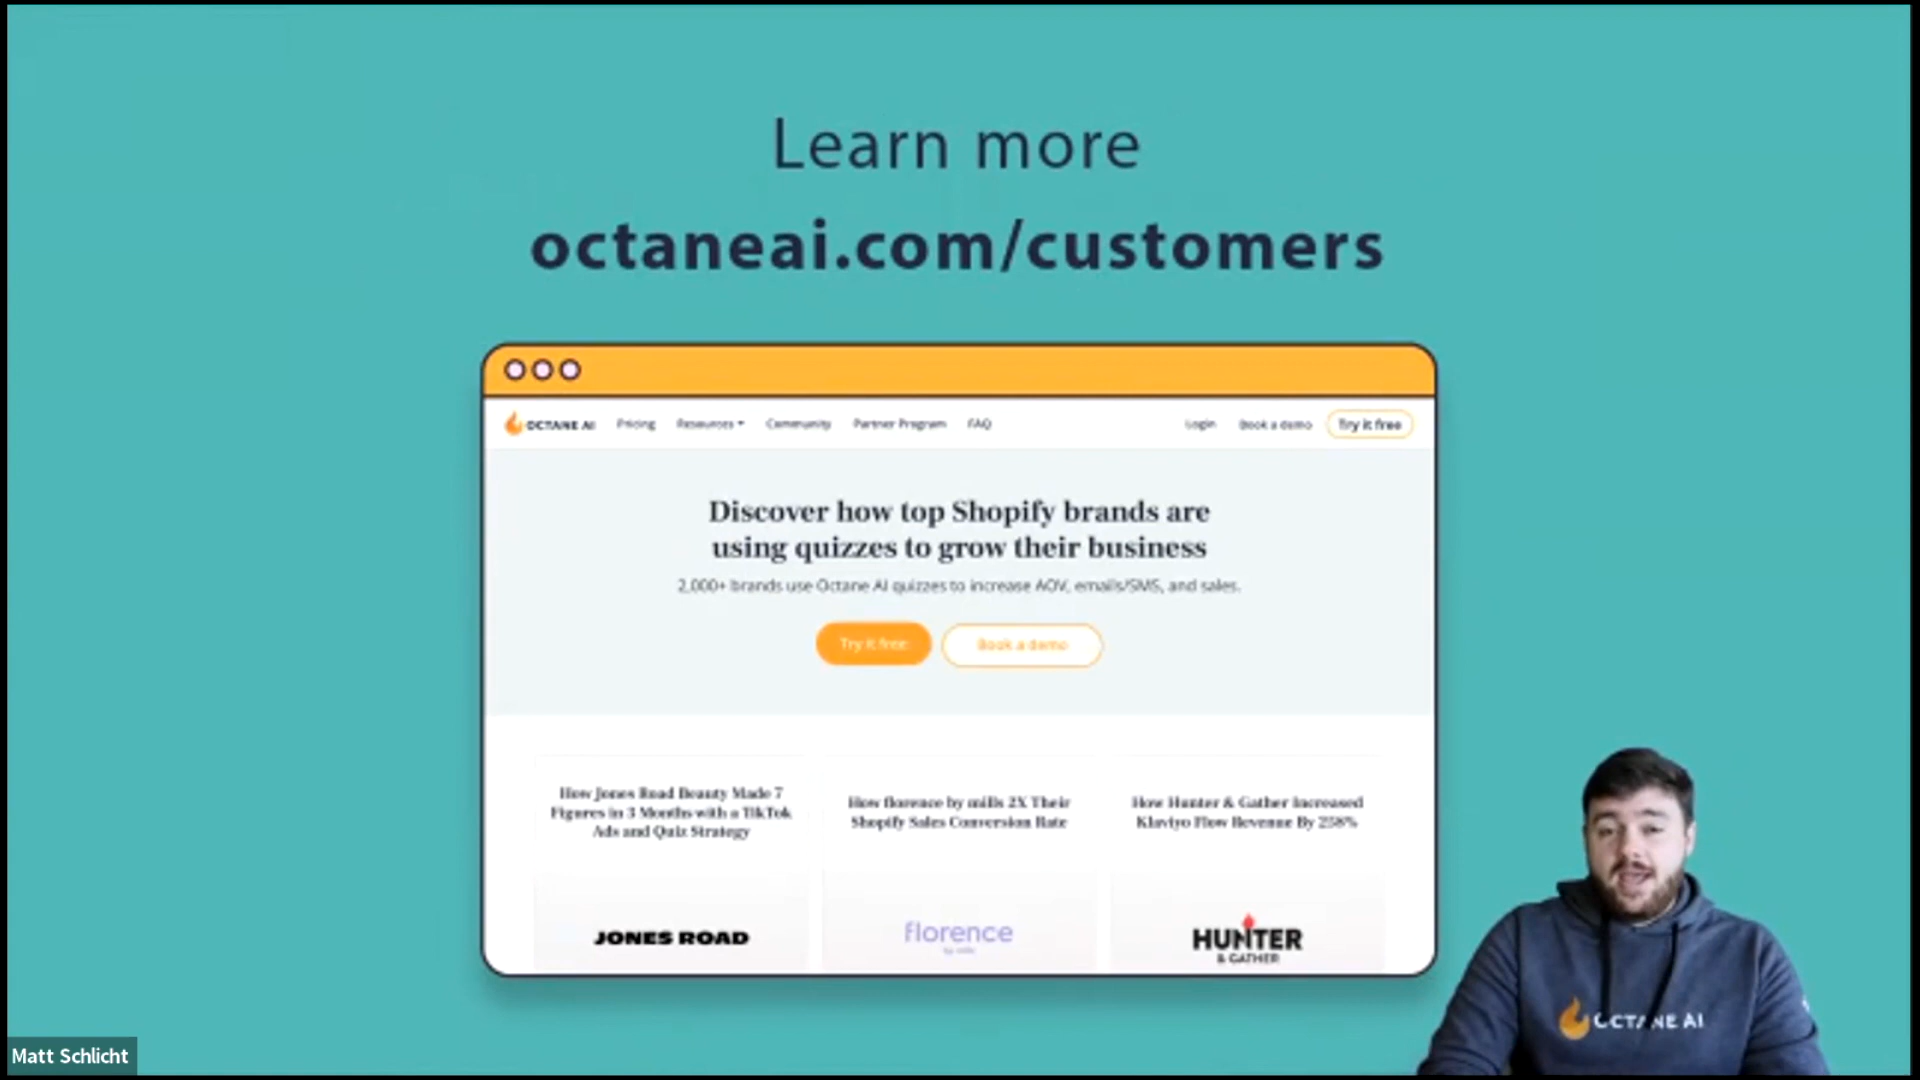 Learn more
octaneai.com/customers
OCTANE AI Pricing Resources Community Partner Program FAQ Login Book a demo Try it free
Discover how top Shopify brands are
using quizzes to grow their business
2,000+ brands use Octane AI quizzes to increase AOV, emails/SMS, and sales.
Try it free Book a demo
How Jones Road Beauty Made 7
Figures in 3 Months with a TikTok
Ads and Quiz Strategy
How florence by mills 2X Their
Shopify Sales Conversion Rate
How Hunter & Gather Increased
Klaviyo Flow Revenue By 258%
JONES ROAD
florence
by mills
HUNTER
& GATHER
OCTANE AI
Matt Schlicht